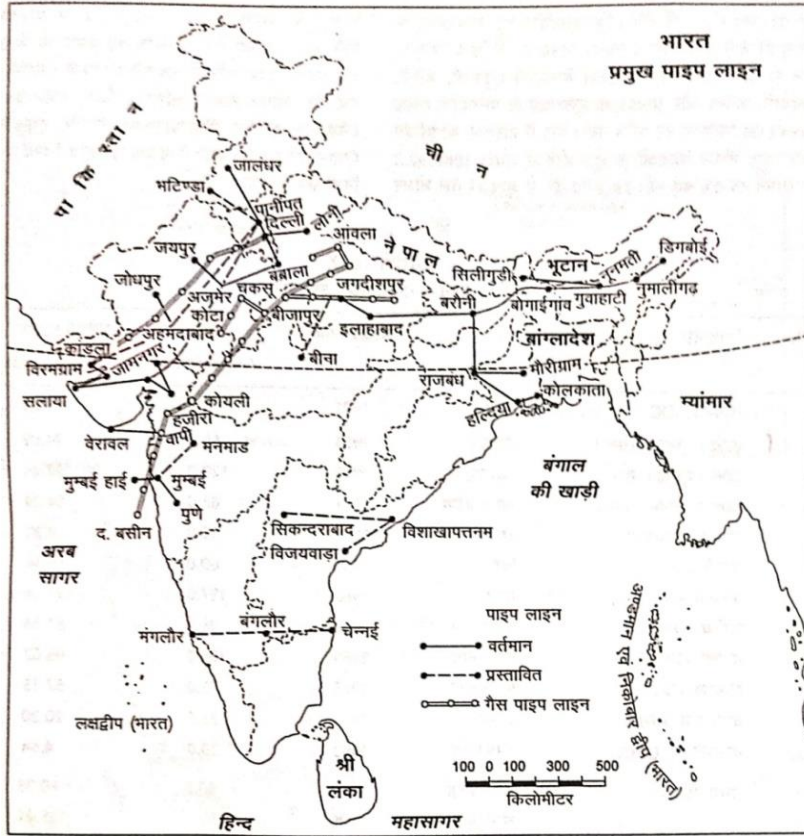 भारत
प्रमुख पाइप लाइन
पा कि स्ता न
ची न
जालंधर
भटिण्डा
पानीपत
दिल्ली
लोनी
आंवला
ने पा ल
जयपुर
बब्राला
जगदीशपुर
सिलीगुड़ी
भूटान
नूनमती
डिगबोई
जोधपुर
अजमेर
चकसू
बरौनी
बोंगाईगांव
गुवाहाटी
नुमालीगढ़
कोटा
बीजापुर
इलाहाबाद
अहमदाबाद
बांग्लादेश
कांडला
बीना
विरमग्राम
जामनगर
राजबंध
मौरीग्राम
सलाया
कोयली
कोलकाता
म्यांमार
हजीरा
हल्दिया
वेरावल
वापी
मनमाड
मुम्बई हाई
मुम्बई
बंगाल
की खाड़ी
पुणे
द. बसीन
सिकन्दराबाद
विशाखापत्तनम
अरब
सागर
विजयवाड़ा
पाइप लाइन
मंगलौर
बंगलौर
चेन्नई
वर्तमान
प्रस्तावित
गैस पाइप लाइन
लक्षद्वीप (भारत)
अण्डमान एवं निकोबार द्वीप (भारत)
श्री
लंका
100 0 100 300 500
किलोमीटर
हिन्द महासागर